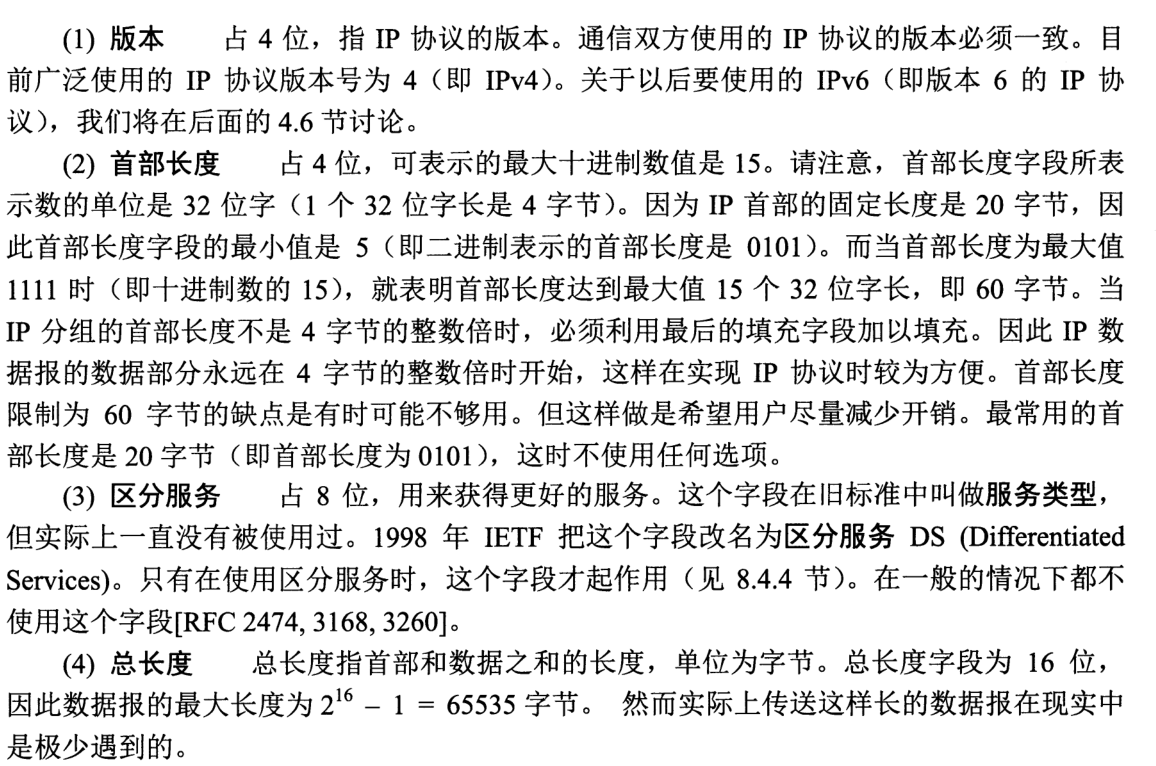 (1) 版本 占 4 位，指 IP 协议的版本。通信双方使用的 IP 协议的版本必须一致。目
前广泛使用的 IP 协议版本号为 4（即 IPv4）。关于以后要使用的 IPv6（即版本 6 的 IP 协
议），我们将在后面的 4.6 节讨论。
(2) 首部长度 占 4 位，可表示的最大十进制数值是 15。请注意，首部长度字段所表
示数的单位是 32 位字（1 个 32 位字长是 4 字节）。因为 IP 首部的固定长度是 20 字节，因
此首部长度字段的最小值是 5（即二进制表示的首部长度是 0101）。而当首部长度为最大值
1111 时（即十进制数的 15），就表明首部长度达到最大值 15 个 32 位字长，即 60 字节。当
IP 分组的首部长度不是 4 字节的整数倍时，必须利用最后的填充字段加以填充。因此 IP 数
据报的数据部分永远在 4 字节的整数倍时开始，这样在实现 IP 协议时较为方便。首部长度
限制为 60 字节的缺点是有时可能不够用。但这样做是希望用户尽量减少开销。最常用的首
部长度是 20 字节（即首部长度为 0101），这时不使用任何选项。
(3) 区分服务 占 8 位，用来获得更好的服务。这个字段在旧标准中叫做服务类型，
但实际上一直没有被使用过。1998 年 IETF 把这个字段改名为区分服务 DS (Differentiated
Services)。只有在使用区分服务时，这个字段才起作用（见 8.4.4 节）。在一般的情况下都不
使用这个字段[RFC 2474, 3168, 3260]。
(4) 总长度 总长度指首部和数据之和的长度，单位为字节。总长度字段为 16 位，
因此数据报的最大长度为 2¹⁶ – 1 = 65535 字节。 然而实际上传送这样长的数据报在现实中
是极少遇到的。